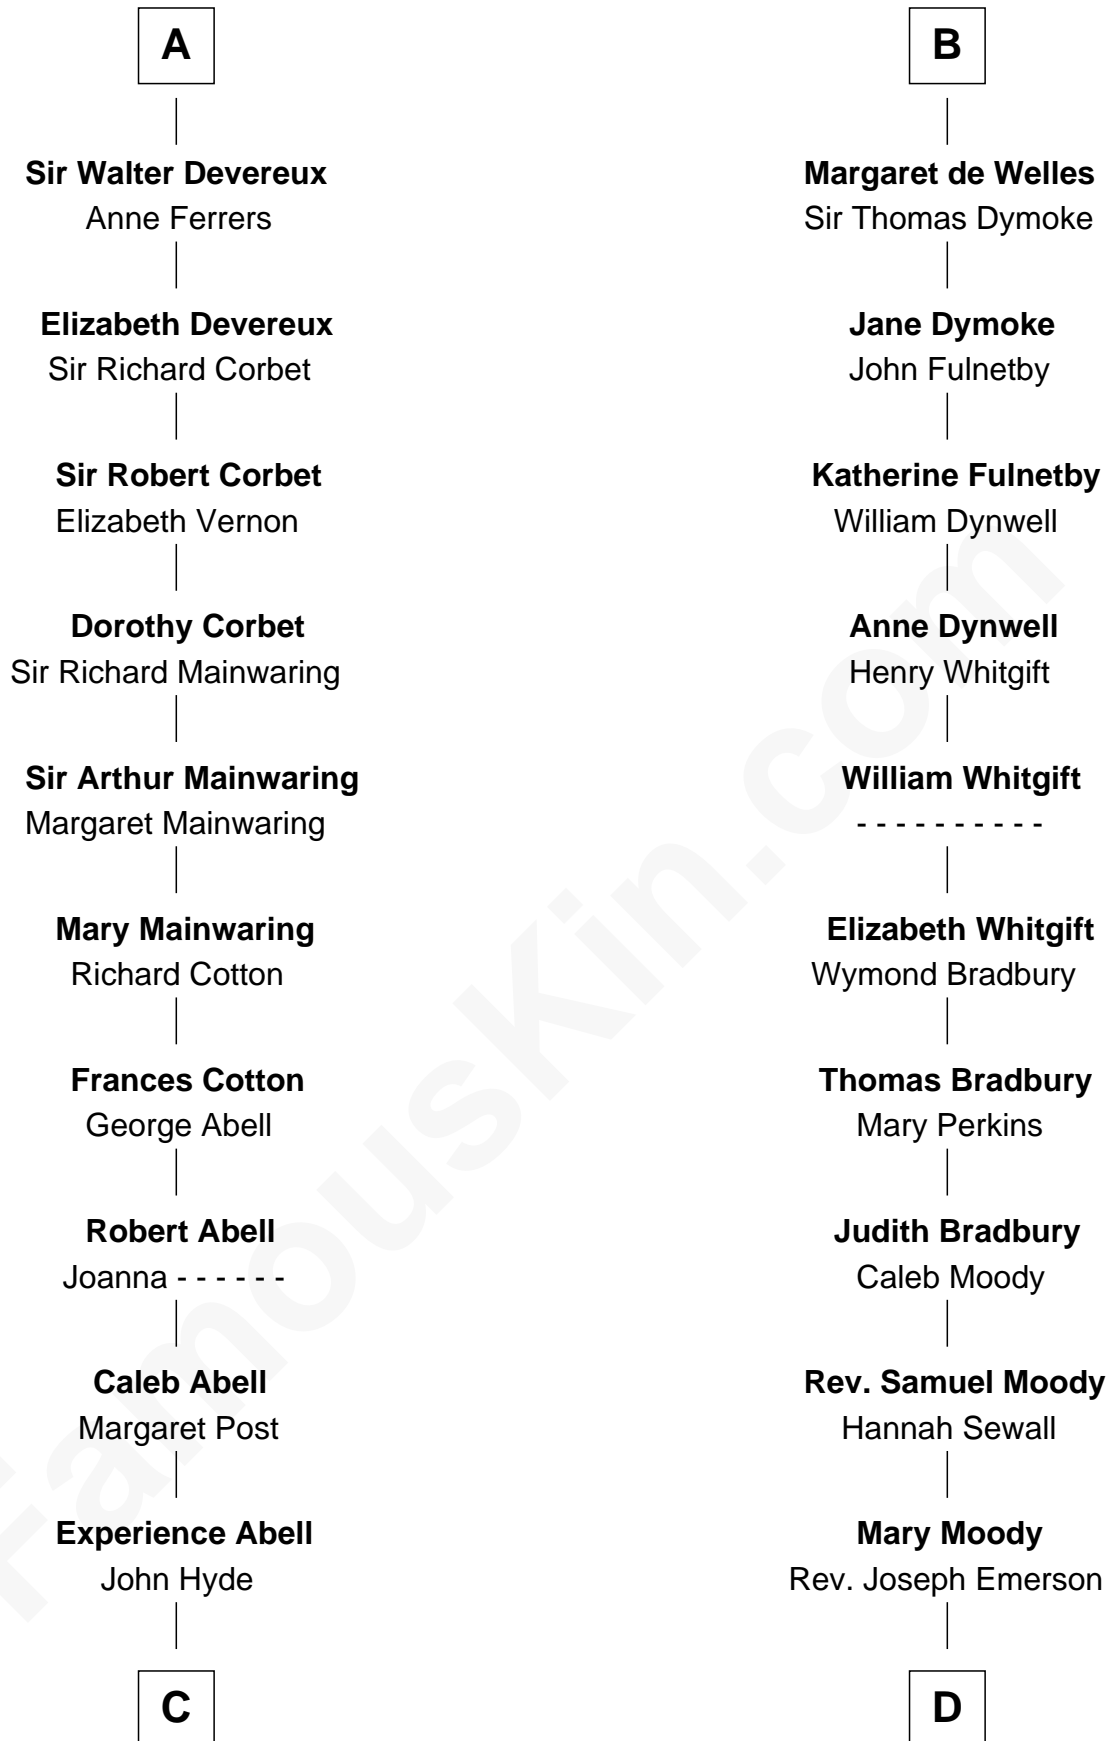 A
Sir Walter Devereux
Anne Ferrers
Elizabeth Devereux
Sir Richard Corbet
Sir Robert Corbet
Elizabeth Vernon
Dorothy Corbet
Sir Richard Mainwaring
Sir Arthur Mainwaring
Margaret Mainwaring
Mary Mainwaring
Richard Cotton
Frances Cotton
George Abell
Robert Abell
Joanna - - - - - -
Caleb Abell
Margaret Post
Experience Abell
John Hyde
C
B
Margaret de Welles
Sir Thomas Dymoke
Jane Dymoke
John Fulnetby
Katherine Fulnetby
William Dynwell
Anne Dynwell
Henry Whitgift
William Whitgift
- - - - - - - - - -
Elizabeth Whitgift
Wymond Bradbury
Thomas Bradbury
Mary Perkins
Judith Bradbury
Caleb Moody
Rev. Samuel Moody
Hannah Sewall
Mary Moody
Rev. Joseph Emerson
D
FamousKin.com